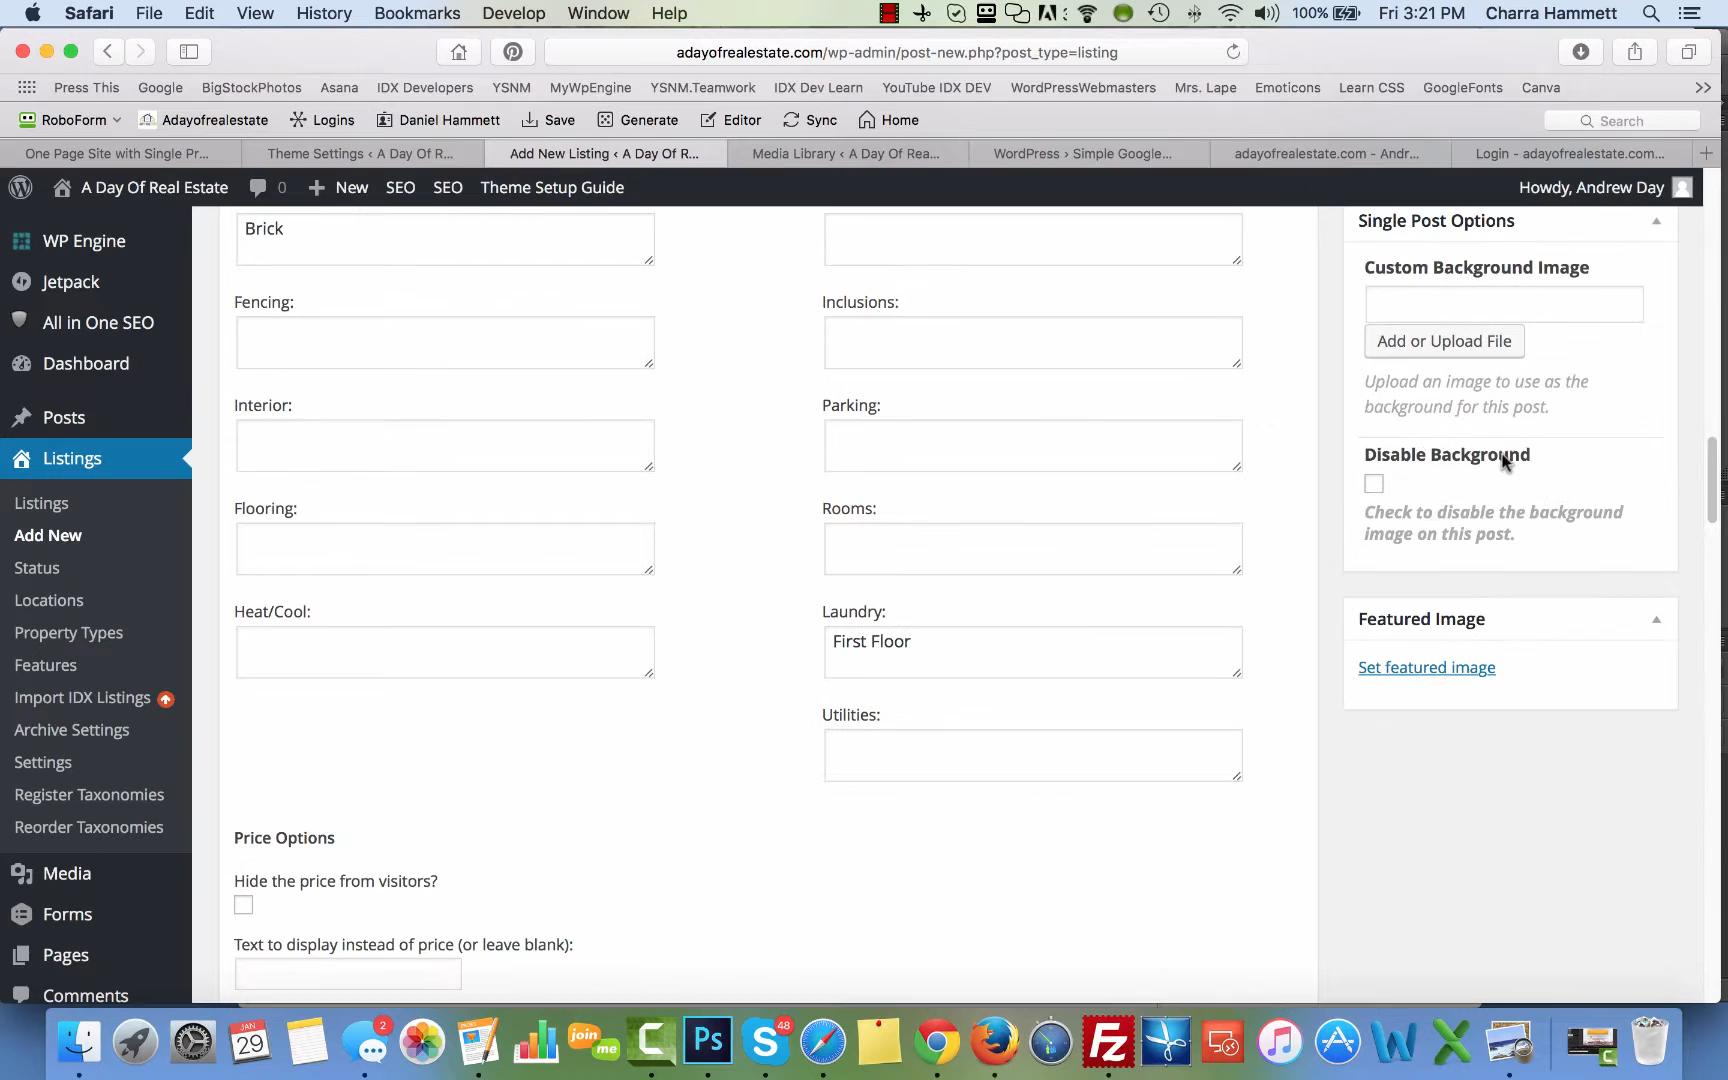 Safari File Edit View History Bookmarks Develop Window Help 100% Fri 3:21 PM Charra Hammett
adayofrealestate.com/wp-admin/post-new.php?post_type=listing
Press This Google BigStockPhotos Asana IDX Developers YSNM MyWpEngine YSNM.Teamwork IDX Dev Learn YouTube IDX DEV WordPressWebmasters Mrs. Lape Emoticons Learn CSS GoogleFonts Canva
RoboForm Adayofrealestate Logins Daniel Hammett Save Generate Editor Sync Home Search
One Page Site with Single Pr... Theme Settings < A Day Of R... Add New Listing < A Day Of R... Media Library < A Day Of Rea... WordPress › Simple Google... adayofrealestate.com - Andr... Login - adayofrealestate.com...
A Day Of Real Estate 0 New SEO SEO Theme Setup Guide Howdy, Andrew Day
WP Engine
Jetpack
All in One SEO
Dashboard
Posts
Listings
Listings
Add New
Status
Locations
Property Types
Features
Import IDX Listings
Archive Settings
Settings
Register Taxonomies
Reorder Taxonomies
Media
Forms
Pages
Comments
Brick
Fencing: Inclusions:
Interior: Parking:
Flooring: Rooms:
Heat/Cool: Laundry:
First Floor
Utilities:
Price Options
Hide the price from visitors?
Text to display instead of price (or leave blank):
Single Post Options
Custom Background Image
Add or Upload File
Upload an image to use as the
background for this post.
Disable Background
Check to disable the background
image on this post.
Featured Image
Set featured image
JAN
29
2
join
me
Ps
48
Fz